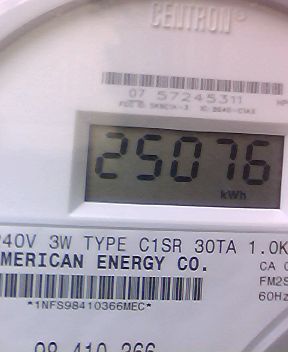 CENTRON®
07 57245311
25076
kWh
240V 3W TYPE C1SR 30TA 1.0K
MERICAN ENERGY CO.
CA
FM2S
60Hz
*1NFS98410366MEC*
98 410 366